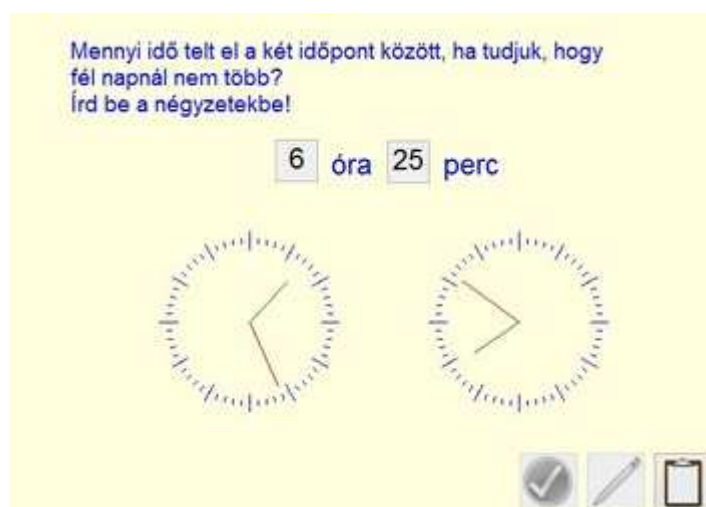 Mennyi idő telt el a két időpont között, ha tudjuk, hogy
fél napnál nem több?
Írd be a négyzetekbe!
6 óra 25 perc